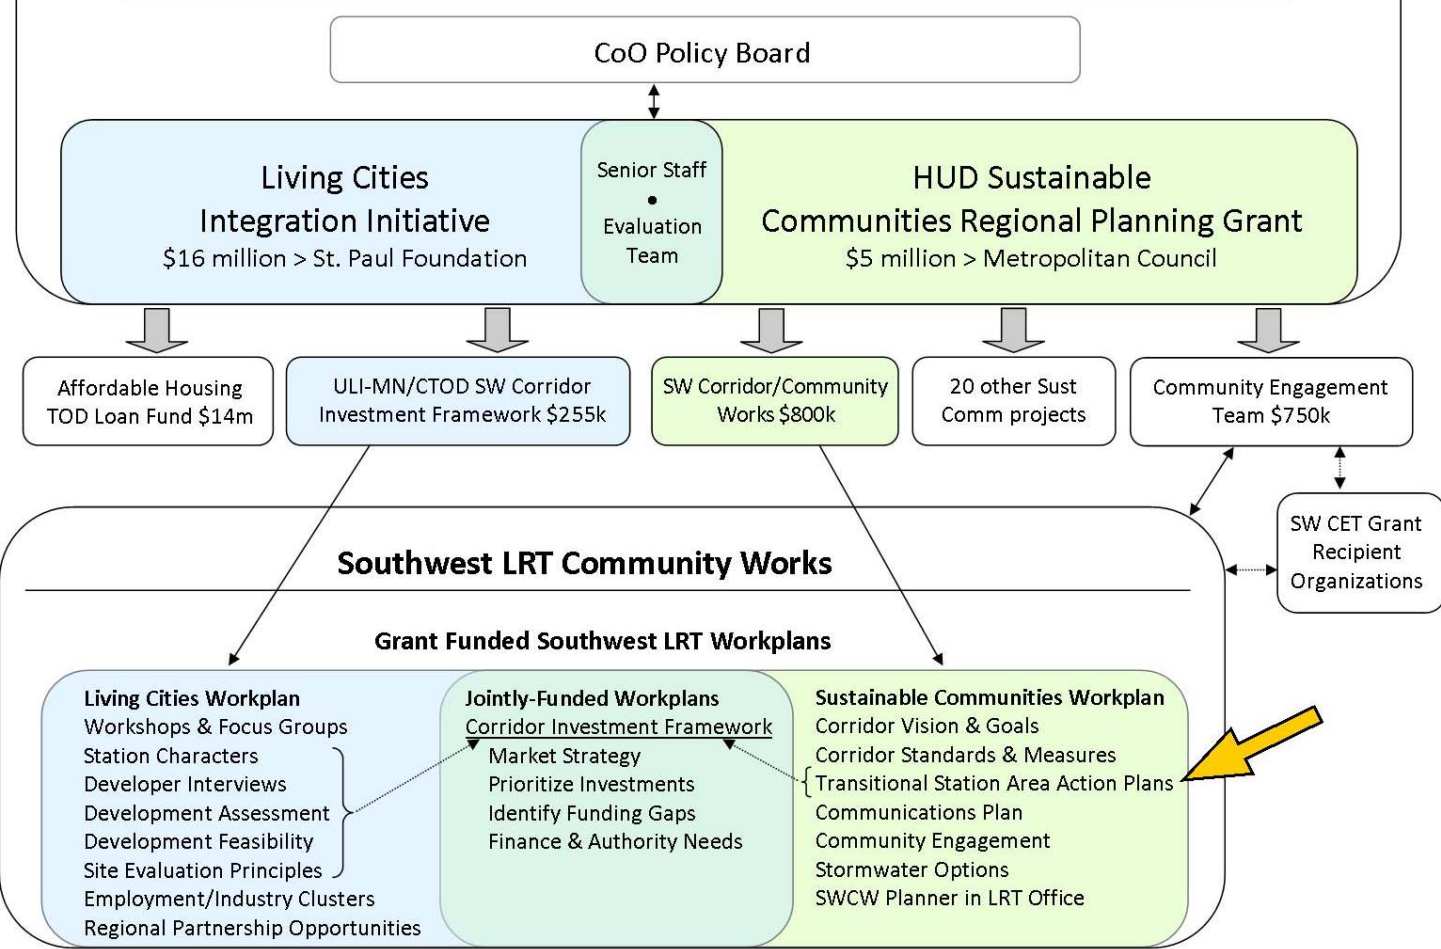 CoO Policy Board
Living Cities
Integration Initiative
$16 million > St. Paul Foundation
Senior Staff
•
Evaluation
Team
HUD Sustainable
Communities Regional Planning Grant
$5 million > Metropolitan Council
Affordable Housing
TOD Loan Fund $14m
ULI-MN/CTOD SW Corridor
Investment Framework $255k
SW Corridor/Community
Works $800k
20 other Sust
Comm projects
Community Engagement
Team $750k
SW CET Grant
Recipient
Organizations
Southwest LRT Community Works
Grant Funded Southwest LRT Workplans
Living Cities Workplan
Workshops & Focus Groups
Station Characters
Developer Interviews
Development Assessment
Development Feasibility
Site Evaluation Principles
Employment/Industry Clusters
Regional Partnership Opportunities
Jointly-Funded Workplans
Corridor Investment Framework
Market Strategy
Prioritize Investments
Identify Funding Gaps
Finance & Authority Needs
Sustainable Communities Workplan
Corridor Vision & Goals
Corridor Standards & Measures
Transitional Station Area Action Plans
Communications Plan
Community Engagement
Stormwater Options
SWCW Planner in LRT Office